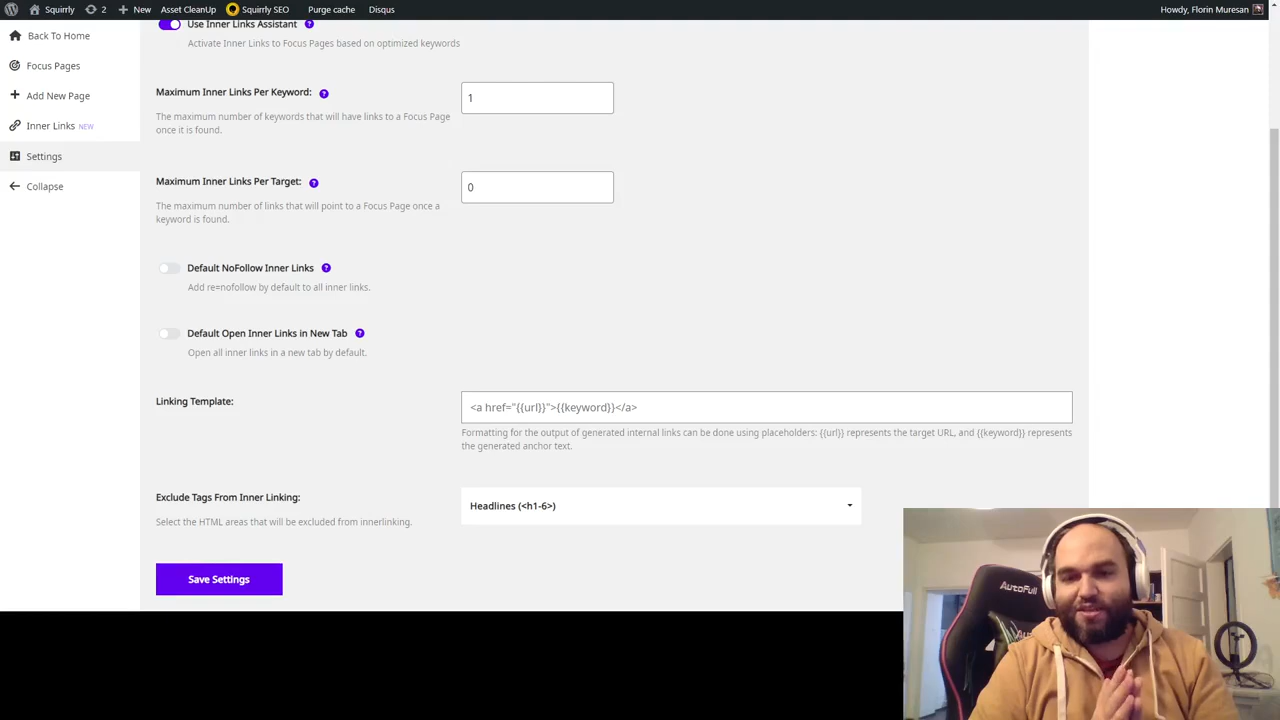 Squirrly 2 New Asset CleanUp Squirrly SEO Purge cache Disqus Howdy, Florin Muresan
Use Inner Links Assistant ?
Activate Inner Links to Focus Pages based on optimized keywords
Back To Home
Focus Pages
Add New Page
Inner Links NEW
Settings
Collapse
Maximum Inner Links Per Keyword: ?
1
The maximum number of keywords that will have links to a Focus Page
once it is found.
Maximum Inner Links Per Target: ?
0
The maximum number of links that will point to a Focus Page once a
keyword is found.
Default NoFollow Inner Links ?
Add re=nofollow by default to all inner links.
Default Open Inner Links in New Tab ?
Open all inner links in a new tab by default.
Linking Template:
<a href="{{url}}">{{keyword}}</a>
Formatting for the output of generated internal links can be done using placeholders: {{url}} represents the target URL, and {{keyword}} represents
the generated anchor text.
Exclude Tags From Inner Linking:
Headlines (<h1-6>)
Select the HTML areas that will be excluded from innerlinking.
Save Settings
AUTOFULL